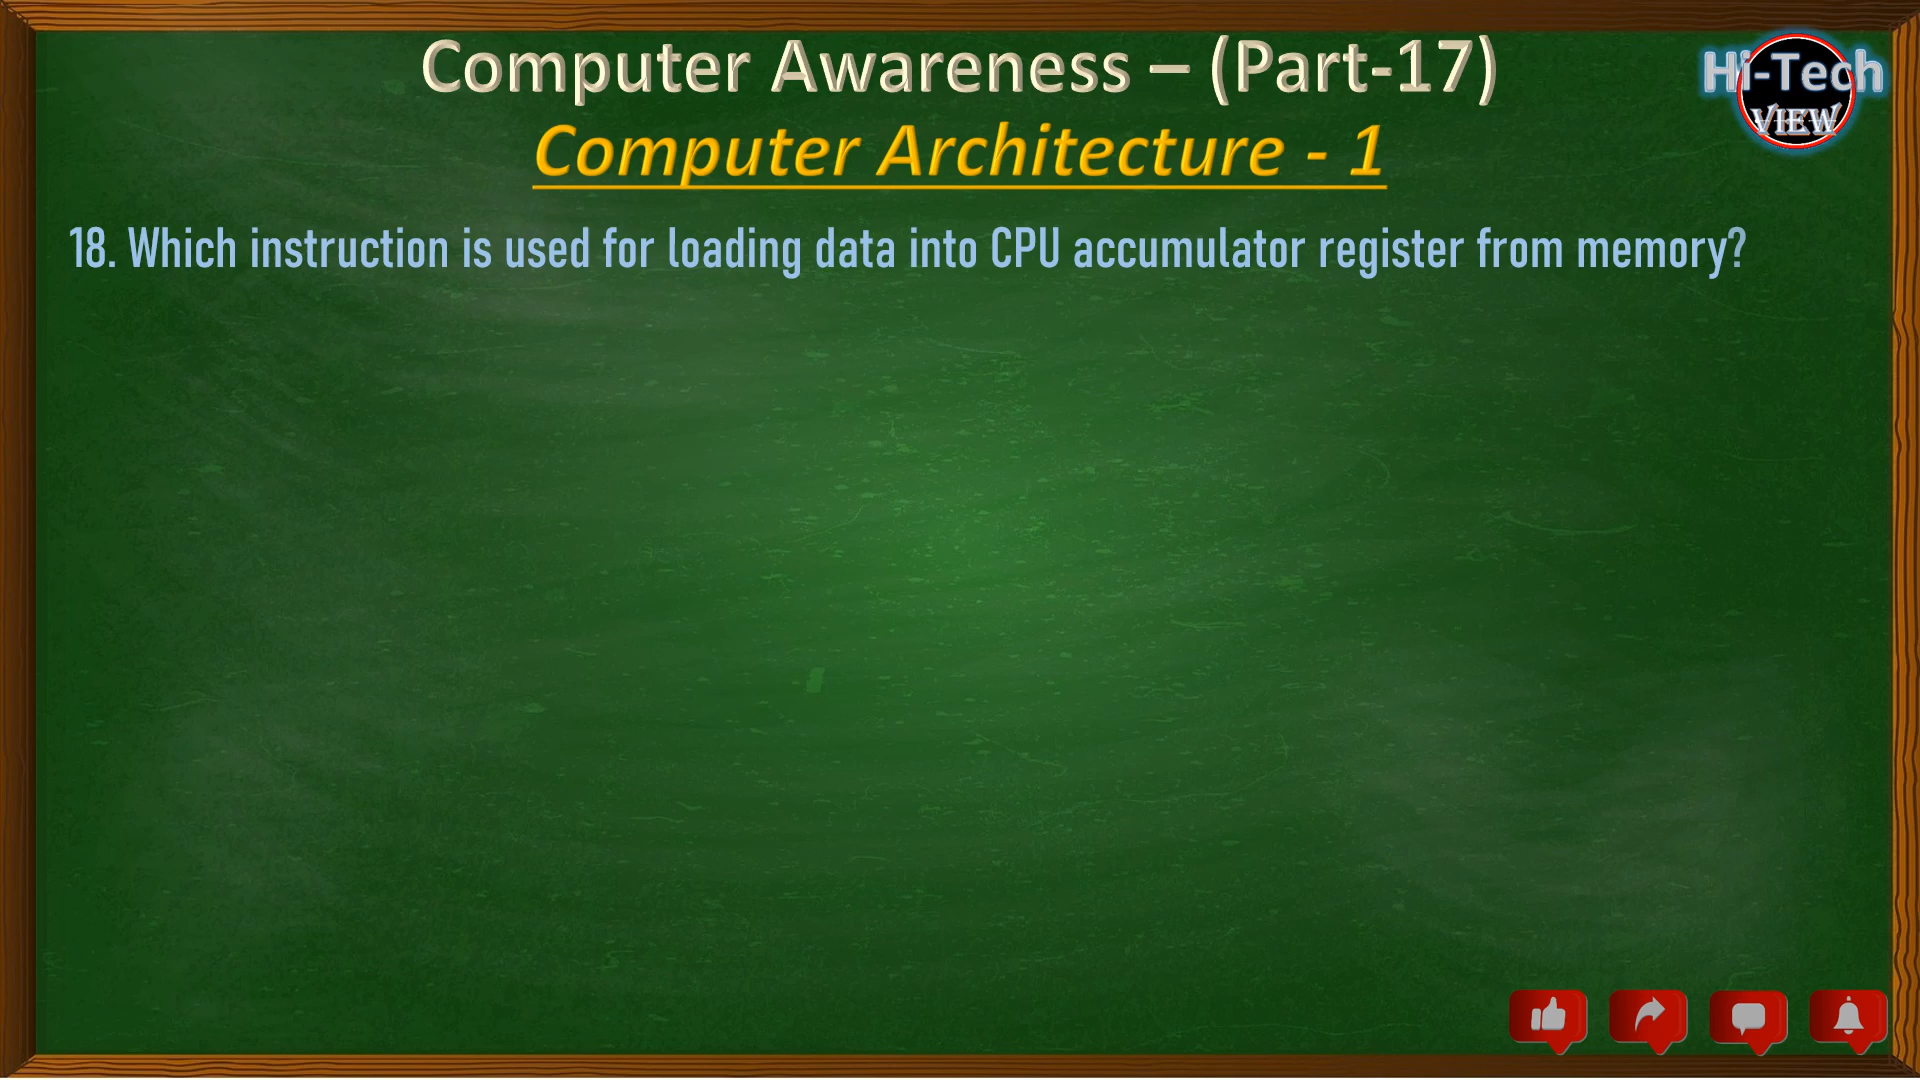 Computer Awareness – (Part-17)
Hi-Tech
VIEW
Computer Architecture - 1
18. Which instruction is used for loading data into CPU accumulator register from memory?